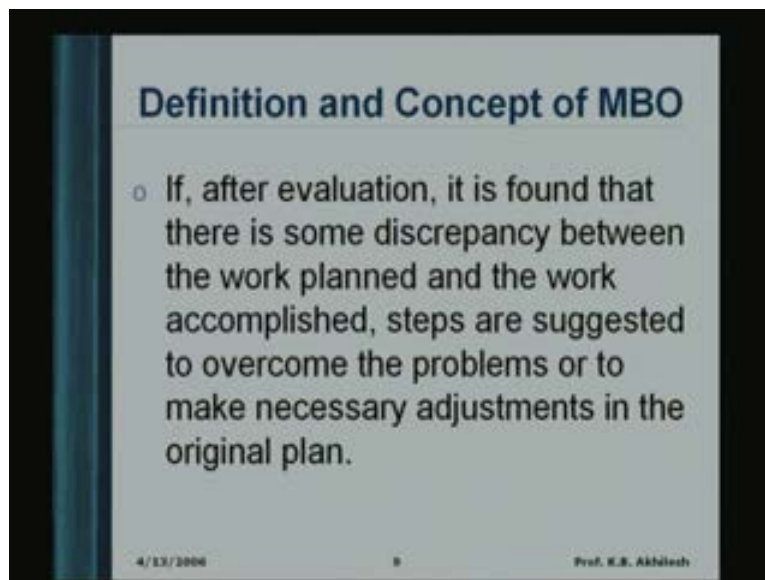 Definition and Concept of MBO
o If, after evaluation, it is found that
there is some discrepancy between
the work planned and the work
accomplished, steps are suggested
to overcome the problems or to
make necessary adjustments in the
original plan.
4/13/2006 9 Prof. K.B. Akhilesh